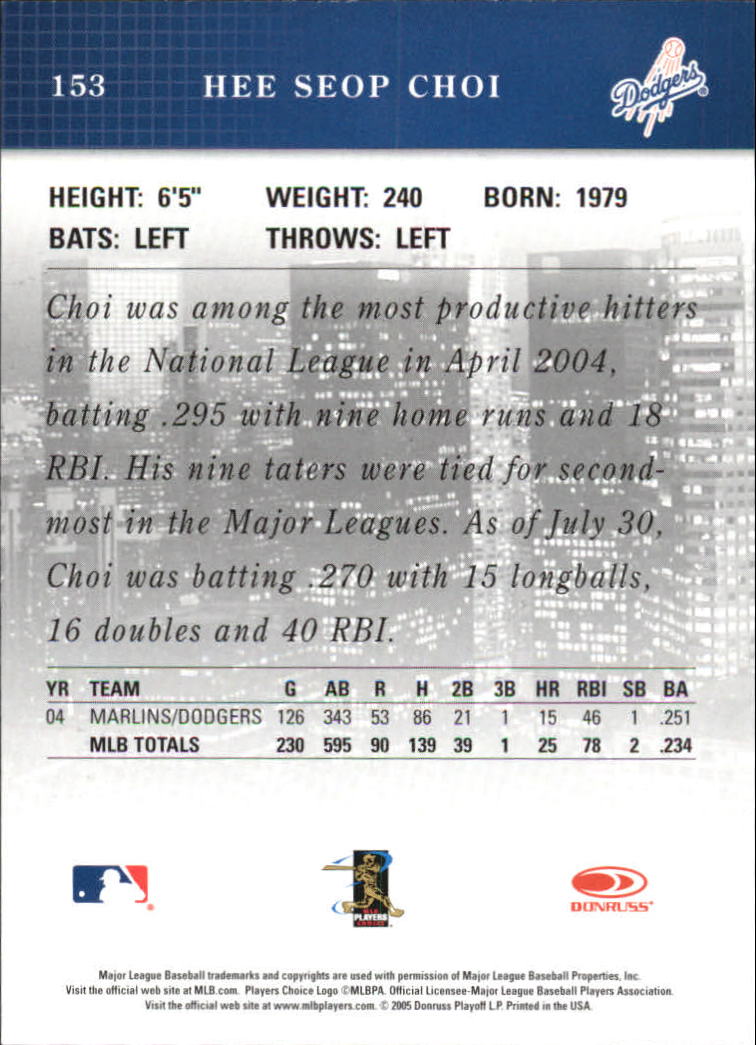 153 HEE SEOP CHOI Dodgers
HEIGHT: 6'5" WEIGHT: 240 BORN: 1979
BATS: LEFT THROWS: LEFT
Choi was among the most productive hitters
in the National League in April 2004,
batting .295 with nine home runs and 18
RBI. His nine taters were tied for second-
most in the Major Leagues. As of July 30,
Choi was batting .270 with 15 longballs,
16 doubles and 40 RBI.
YR TEAM G AB R H 2B 3B HR RBI SB BA
04 MARLINS/DODGERS 126 343 53 86 21 1 15 46 1 .251
MLB TOTALS 230 595 90 139 39 1 25 78 2 .234
MLB
PLAYERS
CHOICE
DONRUSS
Major League Baseball trademarks and copyrights are used with permission of Major League Baseball Properties, Inc.
Visit the official web site at MLB.com. Players Choice Logo ©MLBPA. Official Licensee-Major League Baseball Players Association.
Visit the official web site at www.mlbplayers.com. © 2005 Donruss Playoff L.P. Printed in the USA.